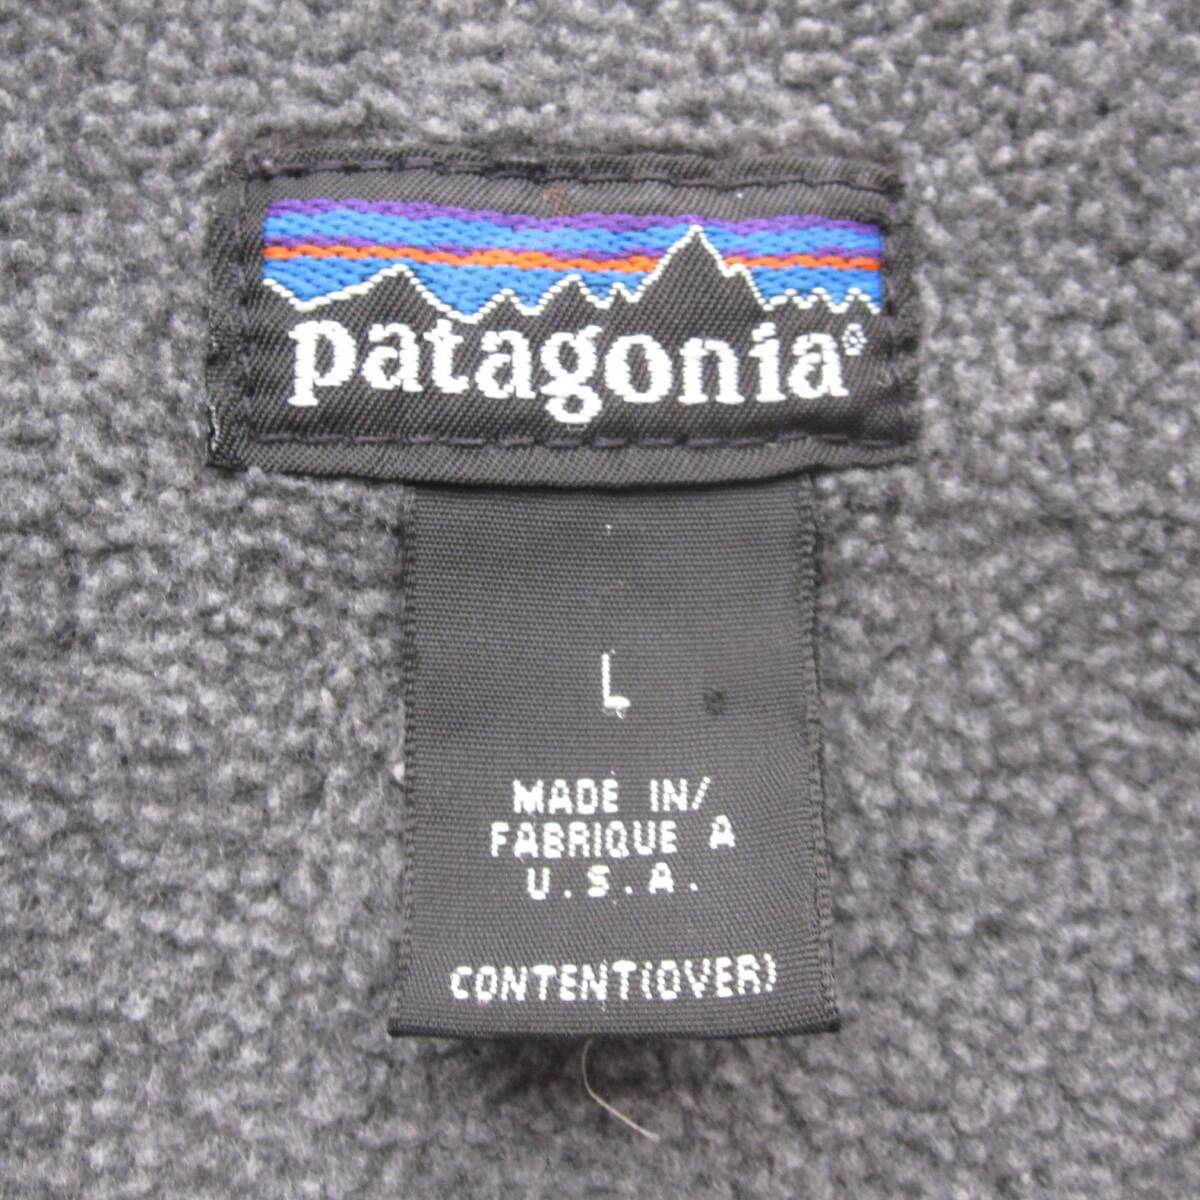 patagonia®
L
MADE IN/
FABRIQUE A
U.S.A.
CONTENT(OVER)